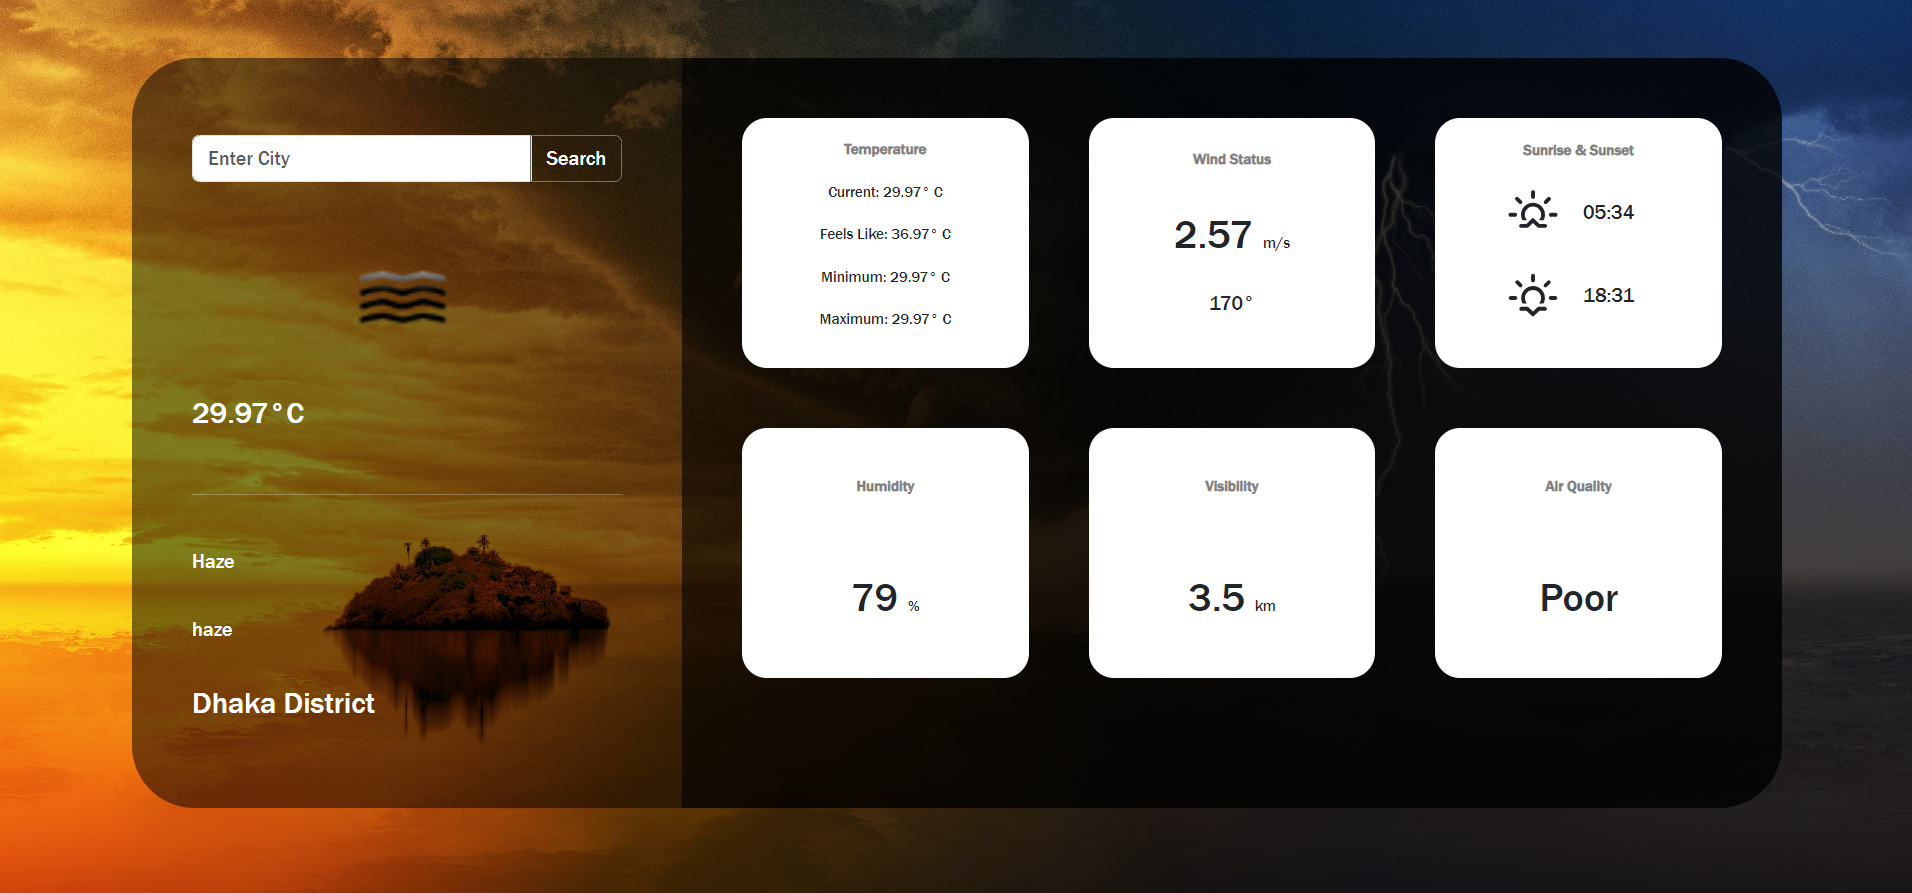 Enter City
Search
29.97°C
Haze
haze
Dhaka District
Temperature
Current: 29.97° C
Feels Like: 36.97° C
Minimum: 29.97° C
Maximum: 29.97° C
Wind Status
2.57 m/s
170°
Sunrise & Sunset
05:34
18:31
Humidity
79 %
Visibility
3.5 km
Air Quality
Poor